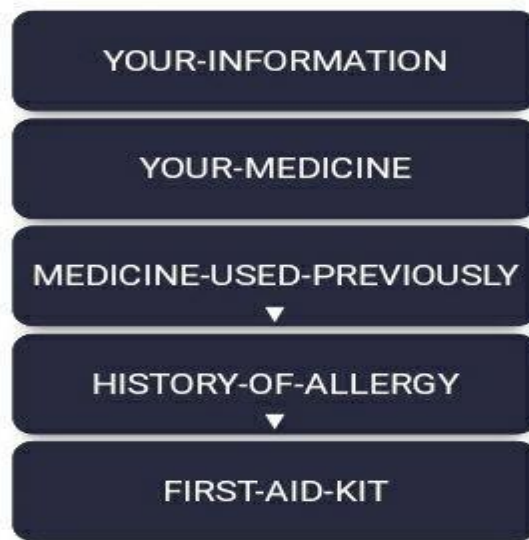 YOUR-INFORMATION
YOUR-MEDICINE
MEDICINE-USED-PREVIOUSLY
HISTORY-OF-ALLERGY
FIRST-AID-KIT